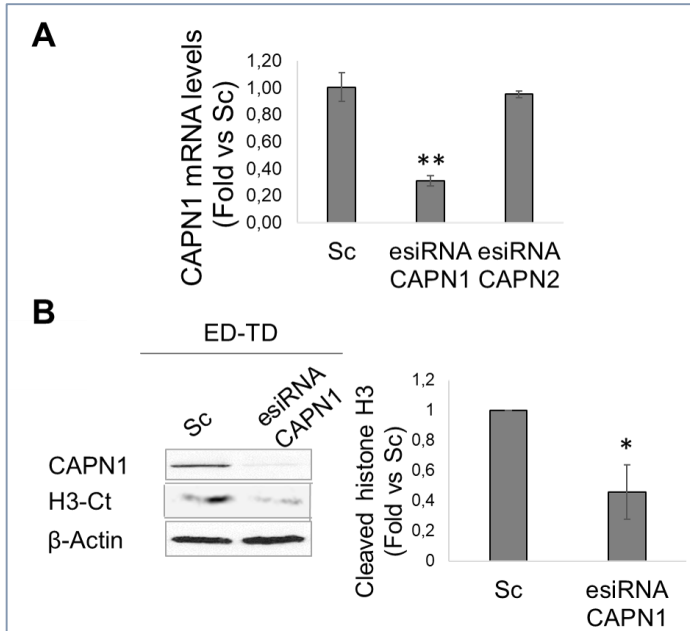 A
CAPN1 mRNA levels
(Fold vs Sc)
1,20
1,00
0,80
0,60
0,40
0,20
0,00
**
Sc
esiRNA
CAPN1
esiRNA
CAPN2
B
ED-TD
Sc
esiRNA
CAPN1
CAPN1
H3-Ct
β-Actin
Cleaved histone H3
(Fold vs Sc)
1,2
1
0,8
0,6
0,4
0,2
0
*
Sc
esiRNA
CAPN1